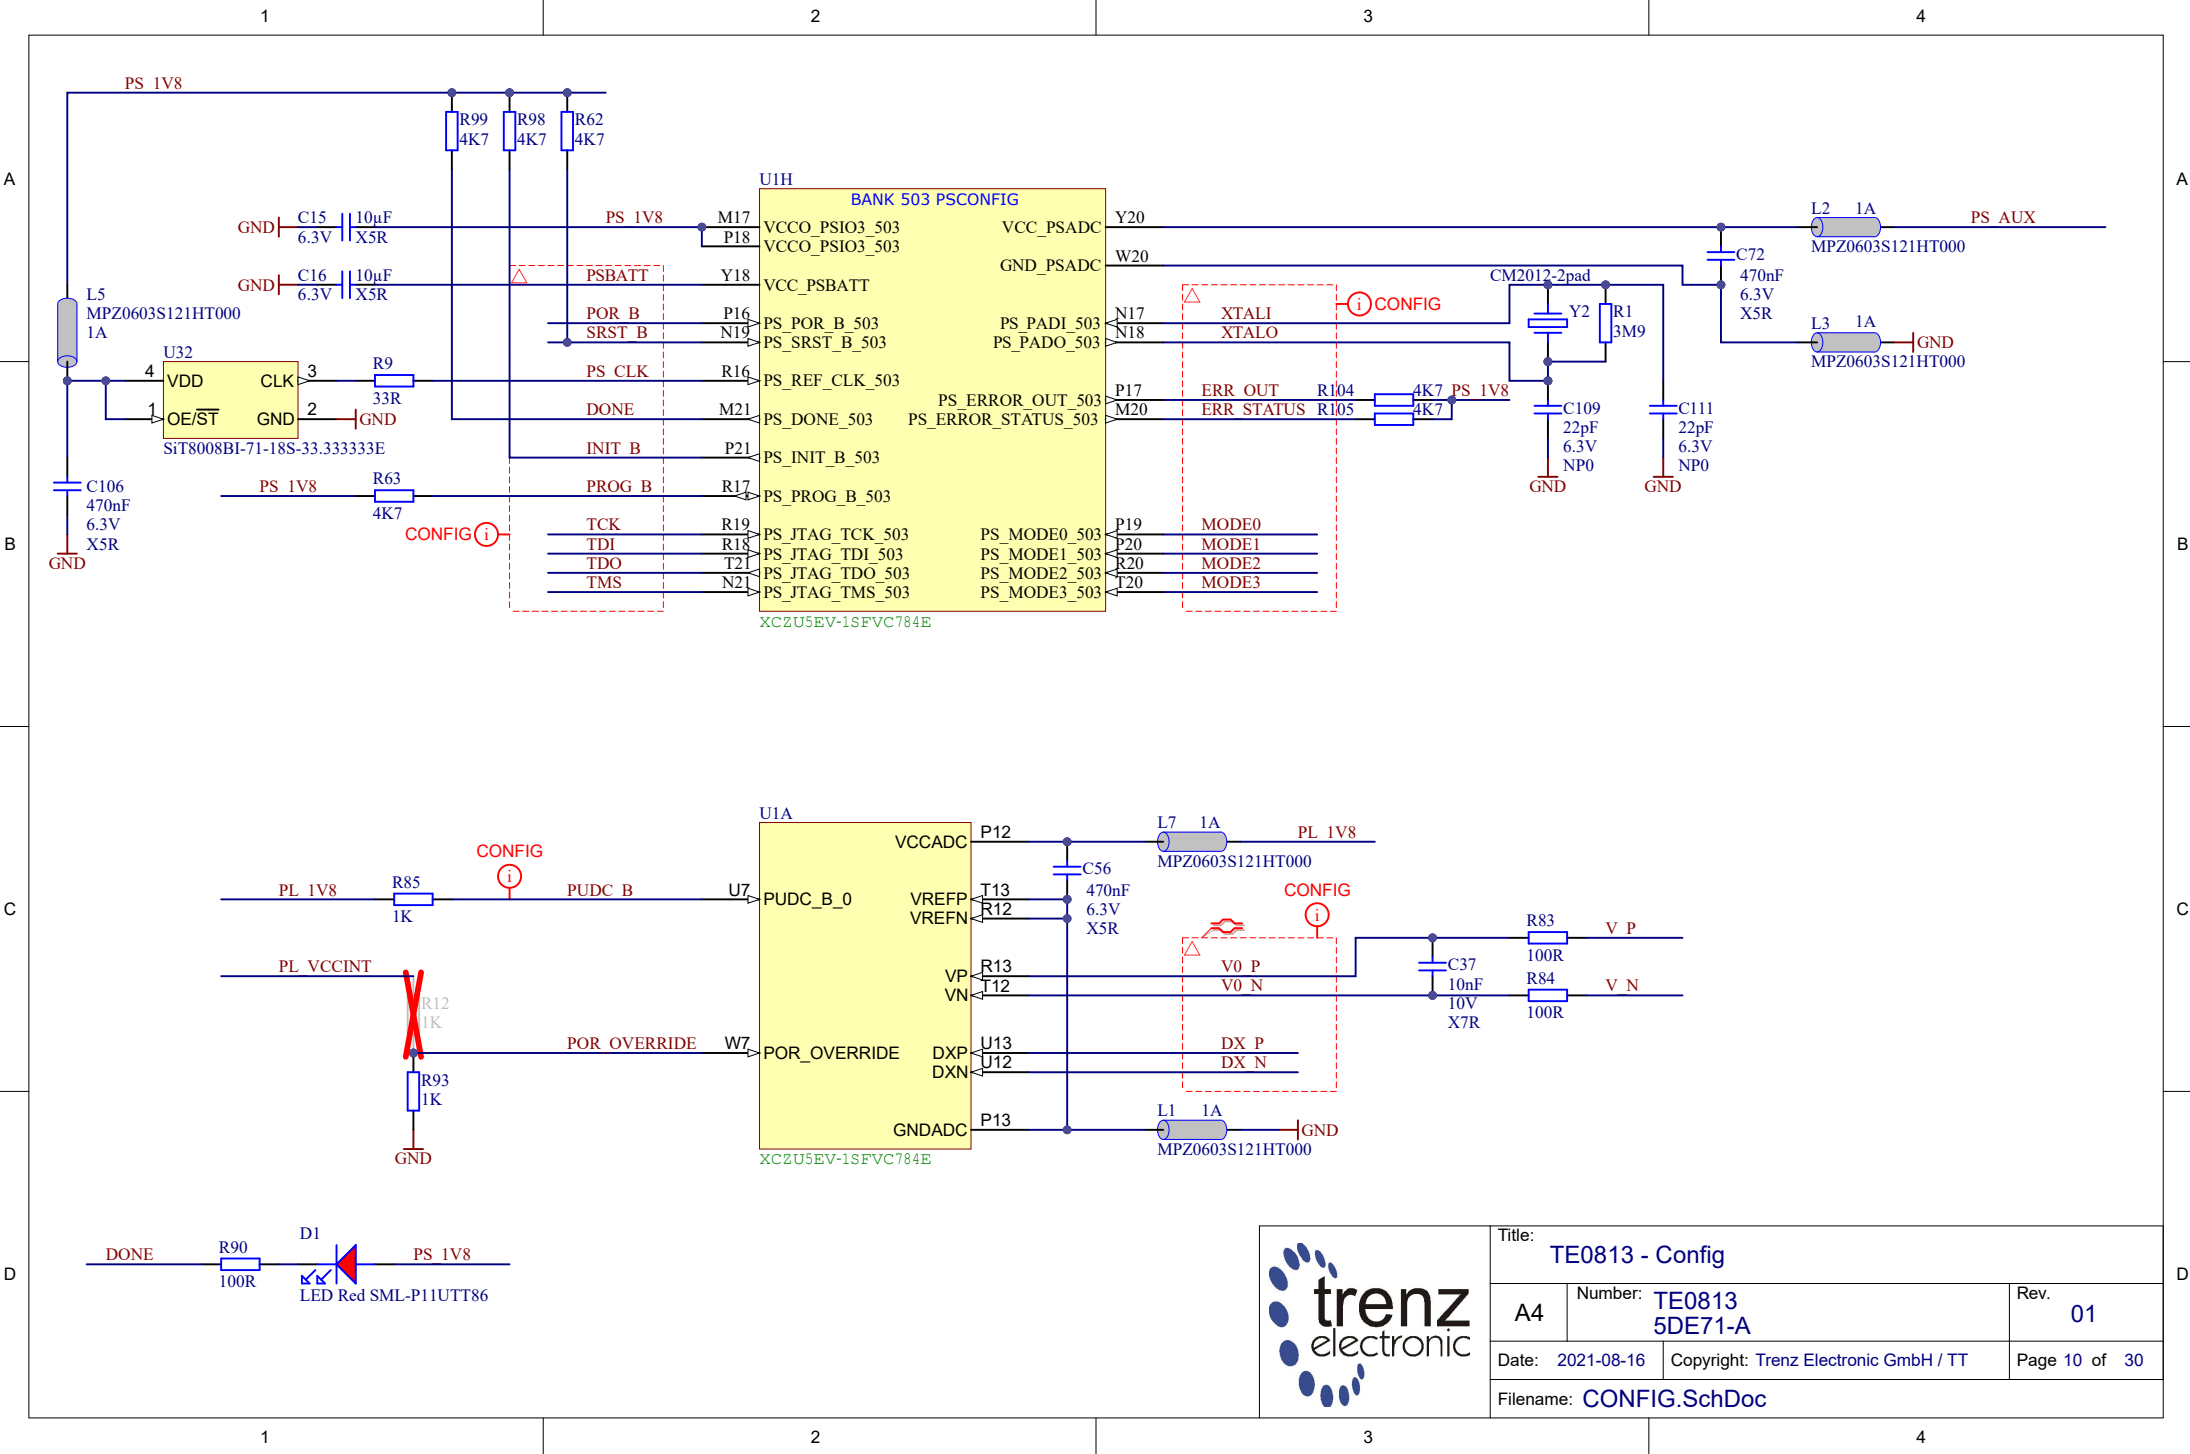 1
2
3
4
A
A
B
B
C
C
D
D
PS_1V8
R99
4K7
R98
4K7
R62
4K7
C15
10µF
GND
6.3V
X5R
PS_1V8
C16
10µF
GND
6.3V
X5R
PSBATT
L5
MPZ0603S121HT000
1A
U32
4 VDD
CLK 3
1 OE/ST
GND 2
GND
SiT8008BI-71-18S-33.333333E
R9
33R
C106
470nF
6.3V
X5R
GND
PS_1V8
R63
4K7
CONFIG
i
POR_B
SRST_B
PS_CLK
DONE
INIT_B
PROG_B
TCK
TDI
TDO
TMS
U1H
BANK 503 PSCONFIG
M17 VCCO_PSIO3_503
P18 VCCO_PSIO3_503
Y18 VCC_PSBATT
P16 PS_POR_B_503
N19 PS_SRST_B_503
R16 PS_REF_CLK_503
M21 PS_DONE_503
P21 PS_INIT_B_503
R17 PS_PROG_B_503
R19 PS_JTAG_TCK_503
R18 PS_JTAG_TDI_503
T21 PS_JTAG_TDO_503
N21 PS_JTAG_TMS_503
VCC_PSADC Y20
GND_PSADC W20
PS_PADI_503 N17
PS_PADO_503 N18
PS_ERROR_OUT_503 P17
PS_ERROR_STATUS_503 M20
PS_MODE0_503 P19
PS_MODE1_503 P20
PS_MODE2_503 R20
PS_MODE3_503 T20
XCZU5EV-1SFVC784E
XTALI
XTALO
i CONFIG
ERR_OUT R104 4K7 PS_1V8
ERR_STATUS R105 4K7
MODE0
MODE1
MODE2
MODE3
CM2012-2pad
Y2
R1
3M9
C109
22pF
6.3V
NP0
GND
C111
22pF
6.3V
NP0
GND
L2 1A
MPZ0603S121HT000
PS_AUX
C72
470nF
6.3V
X5R
L3 1A
GND
MPZ0603S121HT000
PL_1V8
R85
1K
CONFIG
i
PUDC_B
PL_VCCINT
R12
1K
POR_OVERRIDE
R93
1K
GND
U1A
U7 PUDC_B_0
W7 POR_OVERRIDE
VCCADC P12
VREFP T13
VREFN R12
VP R13
VN T12
DXP U13
DXN U12
GNDADC P13
XCZU5EV-1SFVC784E
L7 1A
PL_1V8
MPZ0603S121HT000
C56
470nF
6.3V
X5R
CONFIG
i
V0_P
V0_N
DX_P
DX_N
C37
10nF
10V
X7R
R83
100R
V_P
R84
100R
V_N
L1 1A
GND
MPZ0603S121HT000
DONE
R90
100R
D1
PS_1V8
LED Red SML-P11UTT86
trenz
electronic
Title:
TE0813 - Config
A4
Number: TE0813
5DE71-A
Rev.
01
Date: 2021-08-16
Copyright: Trenz Electronic GmbH / TT
Page 10 of 30
Filename: CONFIG.SchDoc
1
2
3
4